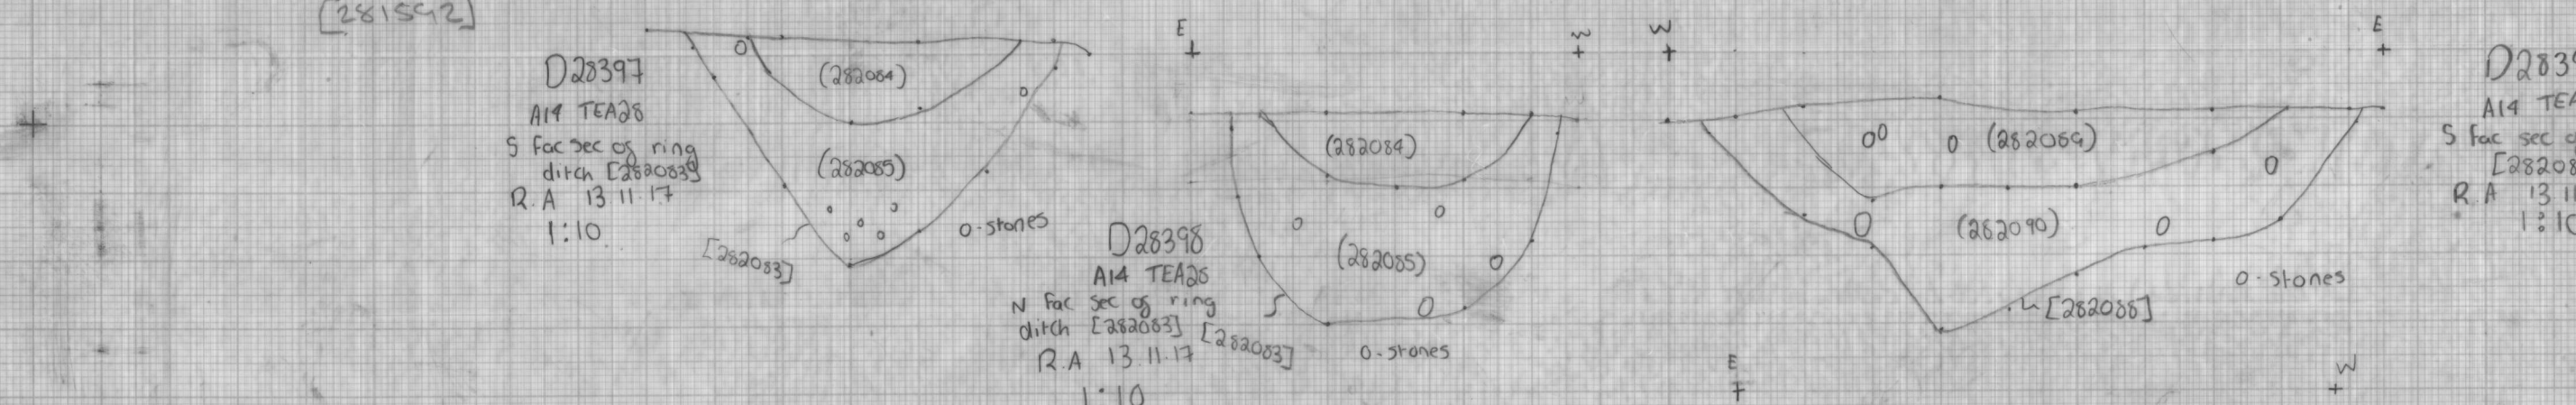 [281592]
D28397
A14 TEA28
S fac sec of ring
ditch [282083]
R.A 13.11.17
1:10
(282084)
(282085)
[282083]
0-stones
E
W
D28398
A14 TEA28
N fac sec of ring
ditch [282083]
R.A 13.11.17
1:10
(282084)
(282085)
[282083]
0-stones
W
E
(282089)
(282090)
[282088]
0-stones
E
W
D2839
A14 TEA
S fac sec o
[28208
R.A 13 11
1:10